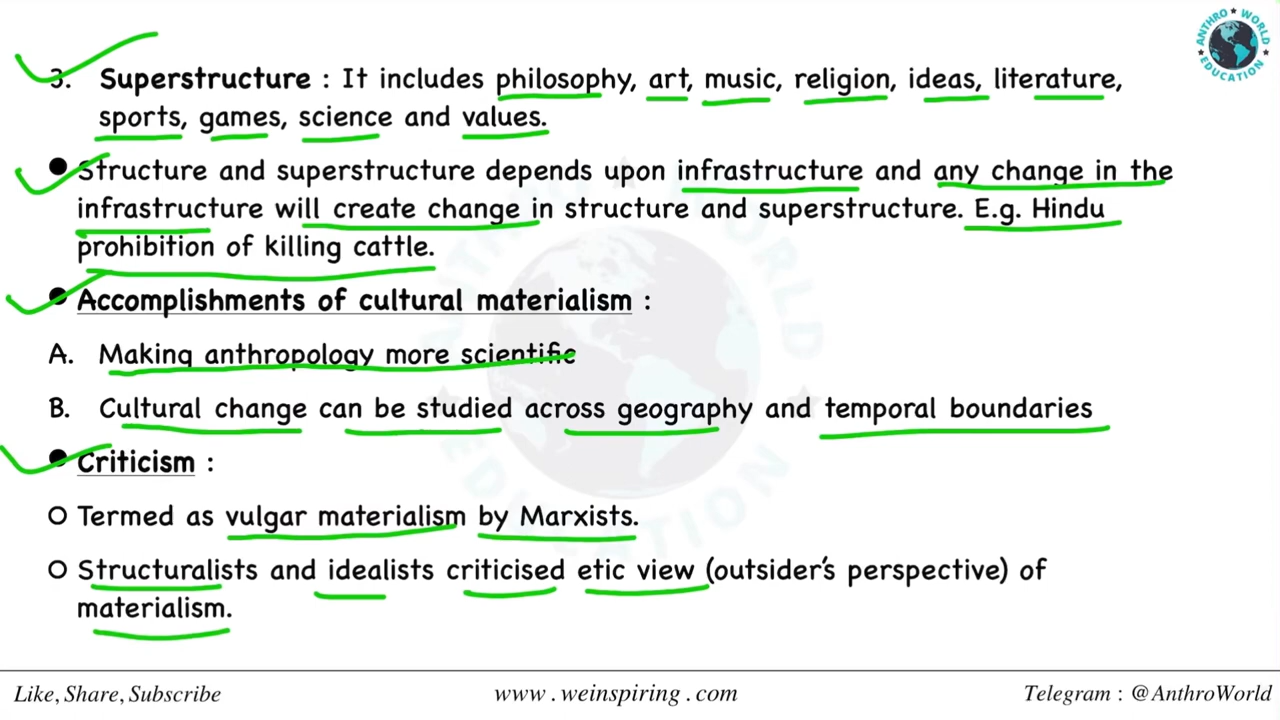 ANTHRO ★ WORLD ★ EDUCATION ★
3. Superstructure : It includes philosophy, art, music, religion, ideas, literature,
sports, games, science and values.
● Structure and superstructure depends upon infrastructure and any change in the
infrastructure will create change in structure and superstructure. E.g. Hindu
prohibition of killing cattle.
● Accomplishments of cultural materialism :
A. Making anthropology more scientific
B. Cultural change can be studied across geography and temporal boundaries
● Criticism :
○ Termed as vulgar materialism by Marxists.
○ Structuralists and idealists criticised etic view (outsider's perspective) of
materialism.
Like, Share, Subscribe
www . weinspiring . com
Telegram : @AnthroWorld